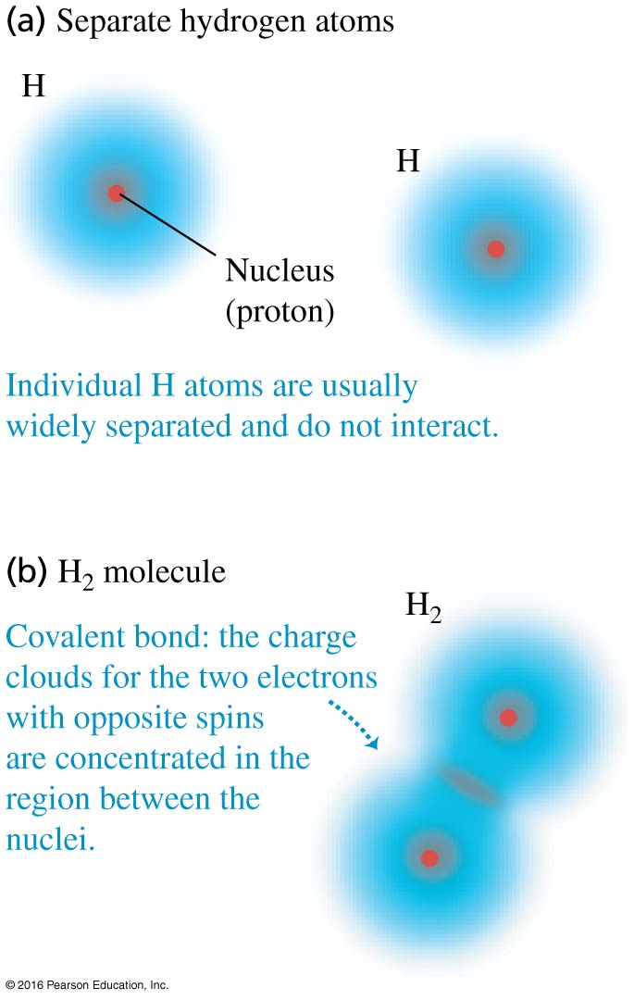 (a) Separate hydrogen atoms
H
H
Nucleus
(proton)
Individual H atoms are usually
widely separated and do not interact.
(b) H₂ molecule
H₂
Covalent bond: the charge
clouds for the two electrons
with opposite spins
are concentrated in the
region between the
nuclei.
© 2016 Pearson Education, Inc.